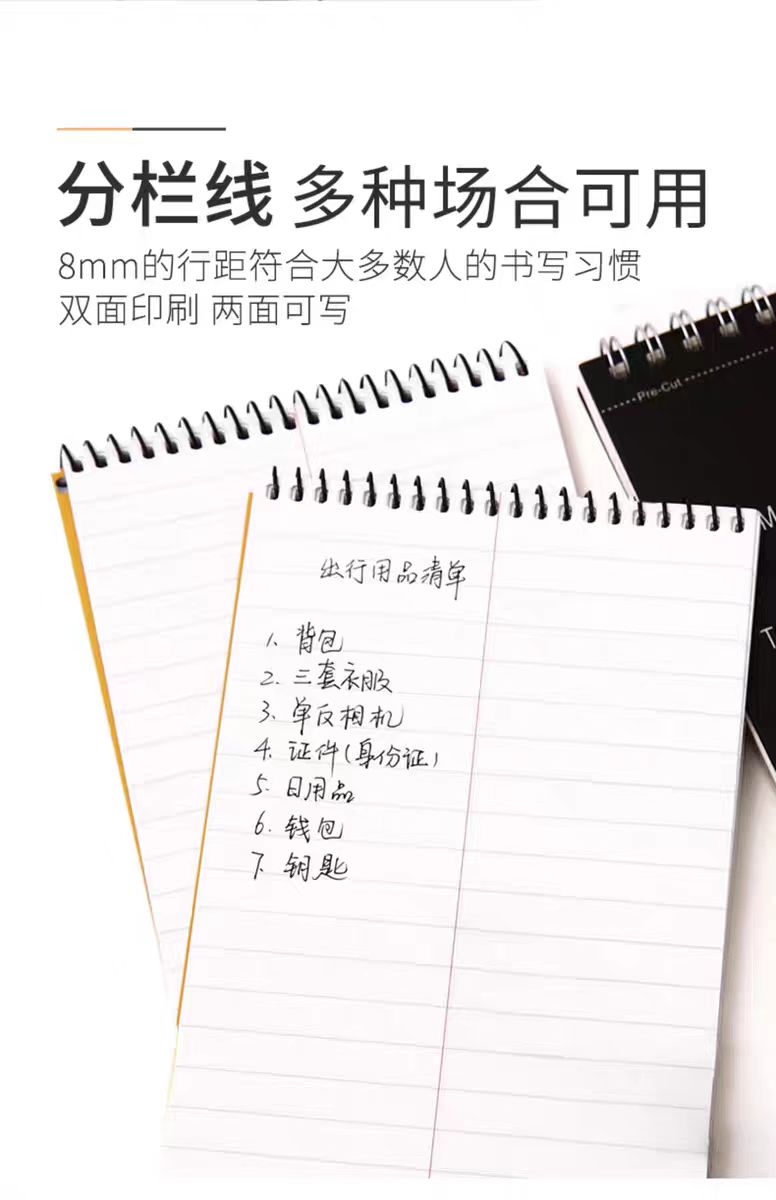 分栏线 多种场合可用
8mm的行距符合大多数人的书写习惯
双面印刷 两面可写
Pre-Cut
出行用品清单
1. 背包
2. 三套衣服
3. 单反相机
4. 证件(身份证)
5. 日用品
6. 钱包
7. 钥匙
M
T